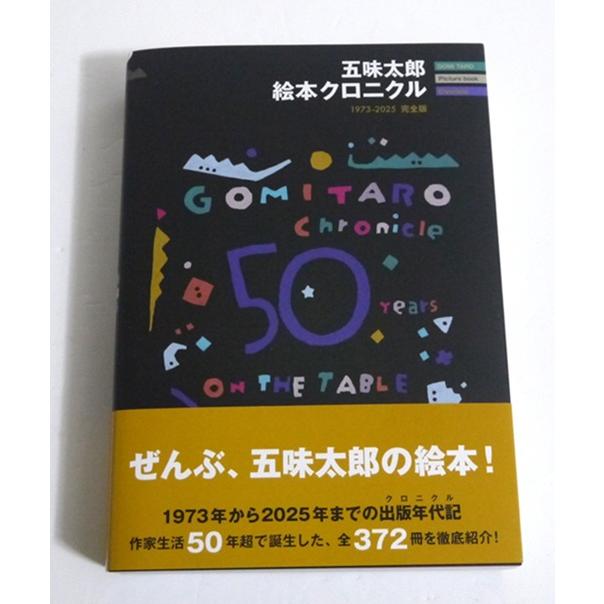 五味太郎
絵本クロニクル
1973-2025 完全版
GOMI TARO
Picture book
Chronicle
GOMI TARO
Chronicle
50
Years
ON THE TABLE
ぜんぶ、五味太郎の絵本!
クロニクル
1973年から2025年までの出版年代記
作家生活50年超で誕生した、全372冊を徹底紹介!